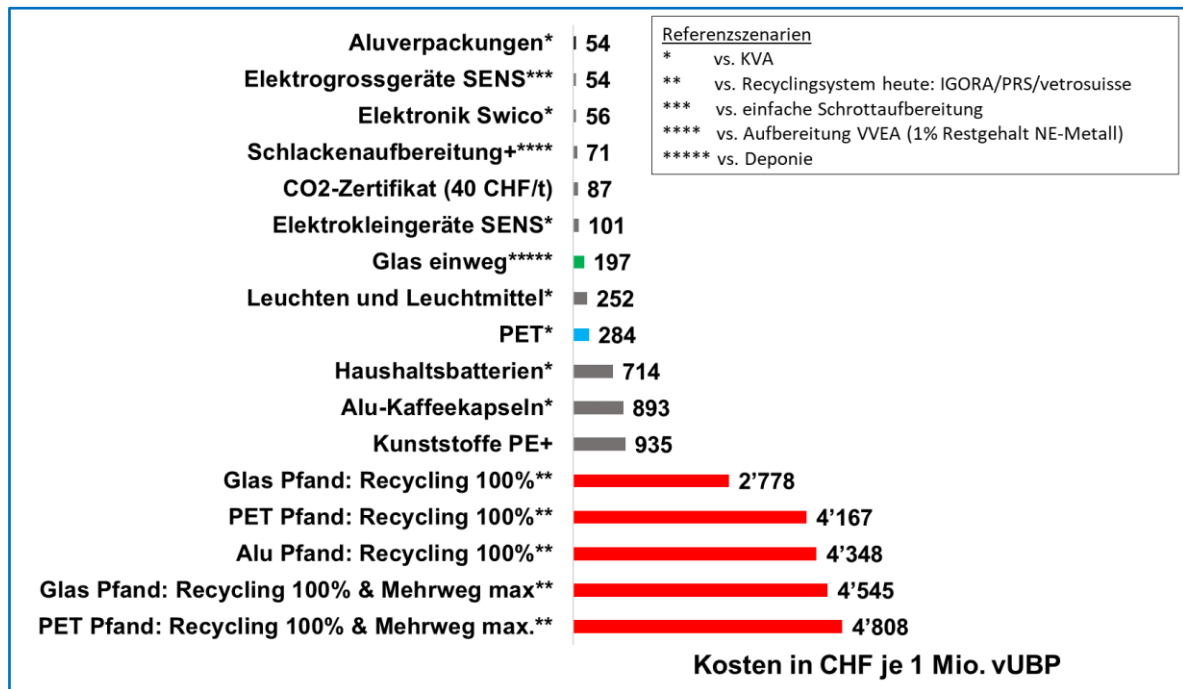 Aluverpackungen* 54
Elektrogrossgeräte SENS*** 54
Elektronik Swico* 56
Schlackenaufbereitung+**** 71
CO2-Zertifikat (40 CHF/t) 87
Elektrokleingeräte SENS* 101
Glas einweg***** 197
Leuchten und Leuchtmittel* 252
PET* 284
Haushaltsbatterien* 714
Alu-Kaffeekapseln* 893
Kunststoffe PE+ 935
Glas Pfand: Recycling 100%** 2’778
PET Pfand: Recycling 100%** 4’167
Alu Pfand: Recycling 100%** 4’348
Glas Pfand: Recycling 100% & Mehrweg max** 4’545
PET Pfand: Recycling 100% & Mehrweg max.** 4’808
Kosten in CHF je 1 Mio. vUBP
Referenzszenarien
* vs. KVA
** vs. Recyclingsystem heute: IGORA/PRS/vetrosuisse
*** vs. einfache Schrottaufbereitung
**** vs. Aufbereitung VVEA (1% Restgehalt NE-Metall)
***** vs. Deponie